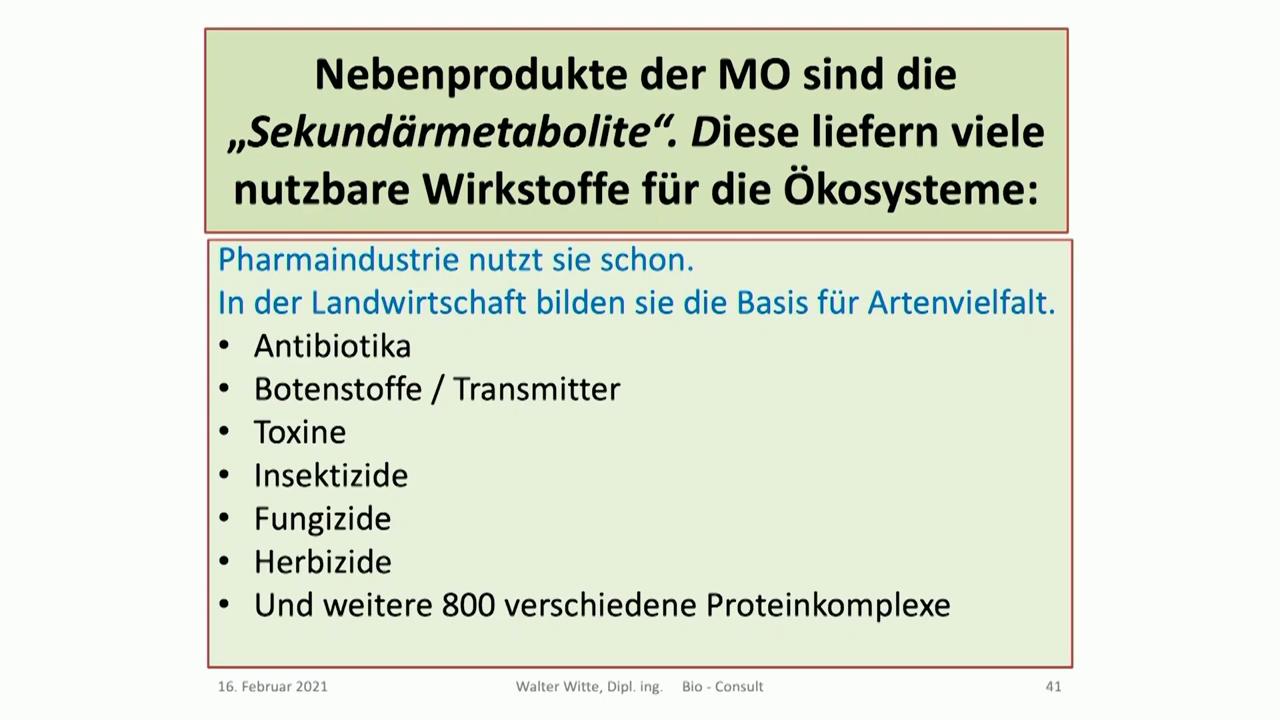 Nebenprodukte der MO sind die
„Sekundärmetabolite“. Diese liefern viele
nutzbare Wirkstoffe für die Ökosysteme:
Pharmaindustrie nutzt sie schon.
In der Landwirtschaft bilden sie die Basis für Artenvielfalt.
• Antibiotika
• Botenstoffe / Transmitter
• Toxine
• Insektizide
• Fungizide
• Herbizide
• Und weitere 800 verschiedene Proteinkomplexe
16. Februar 2021 Walter Witte, Dipl. ing. Bio - Consult 41